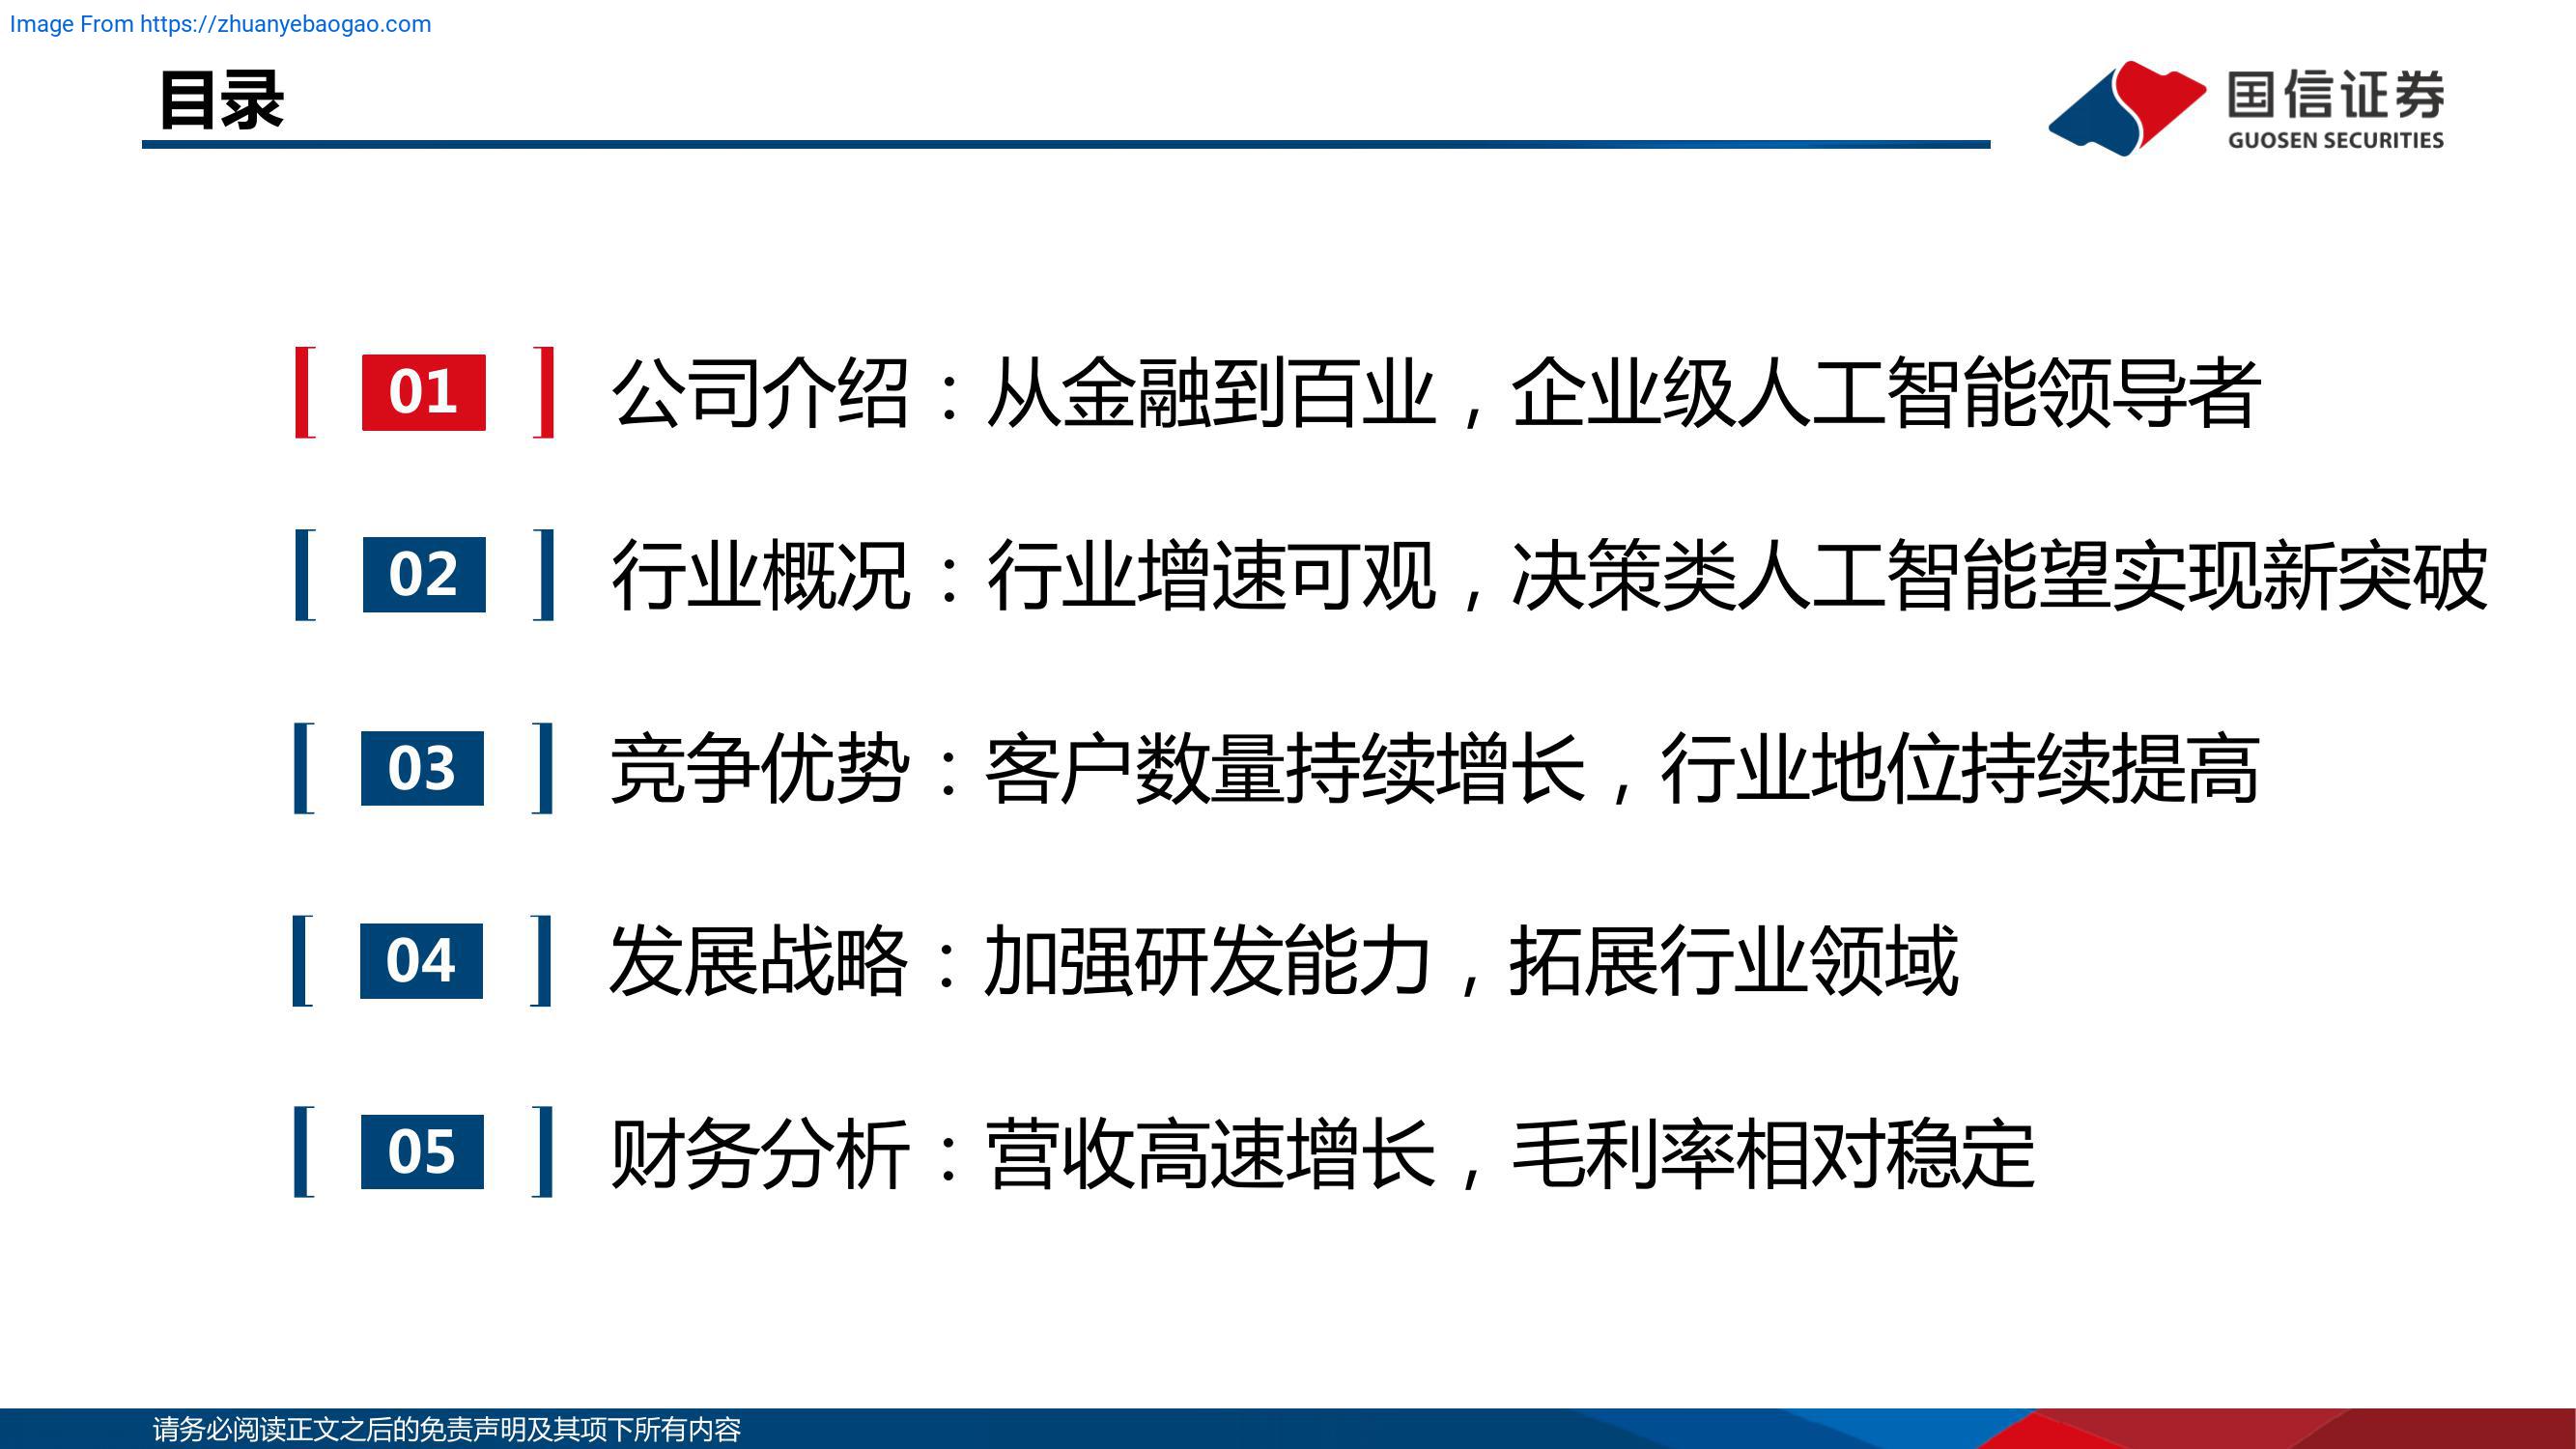 Image From https://zhuanyebaogao.com
目录
国信证券
GUOSEN SECURITIES
01 公司介绍：从金融到百业，企业级人工智能领导者
02 行业概况：行业增速可观，决策类人工智能望实现新突破
03 竞争优势：客户数量持续增长，行业地位持续提高
04 发展战略：加强研发能力，拓展行业领域
05 财务分析：营收高速增长，毛利率相对稳定
请务必阅读正文之后的免责声明及其项下所有内容